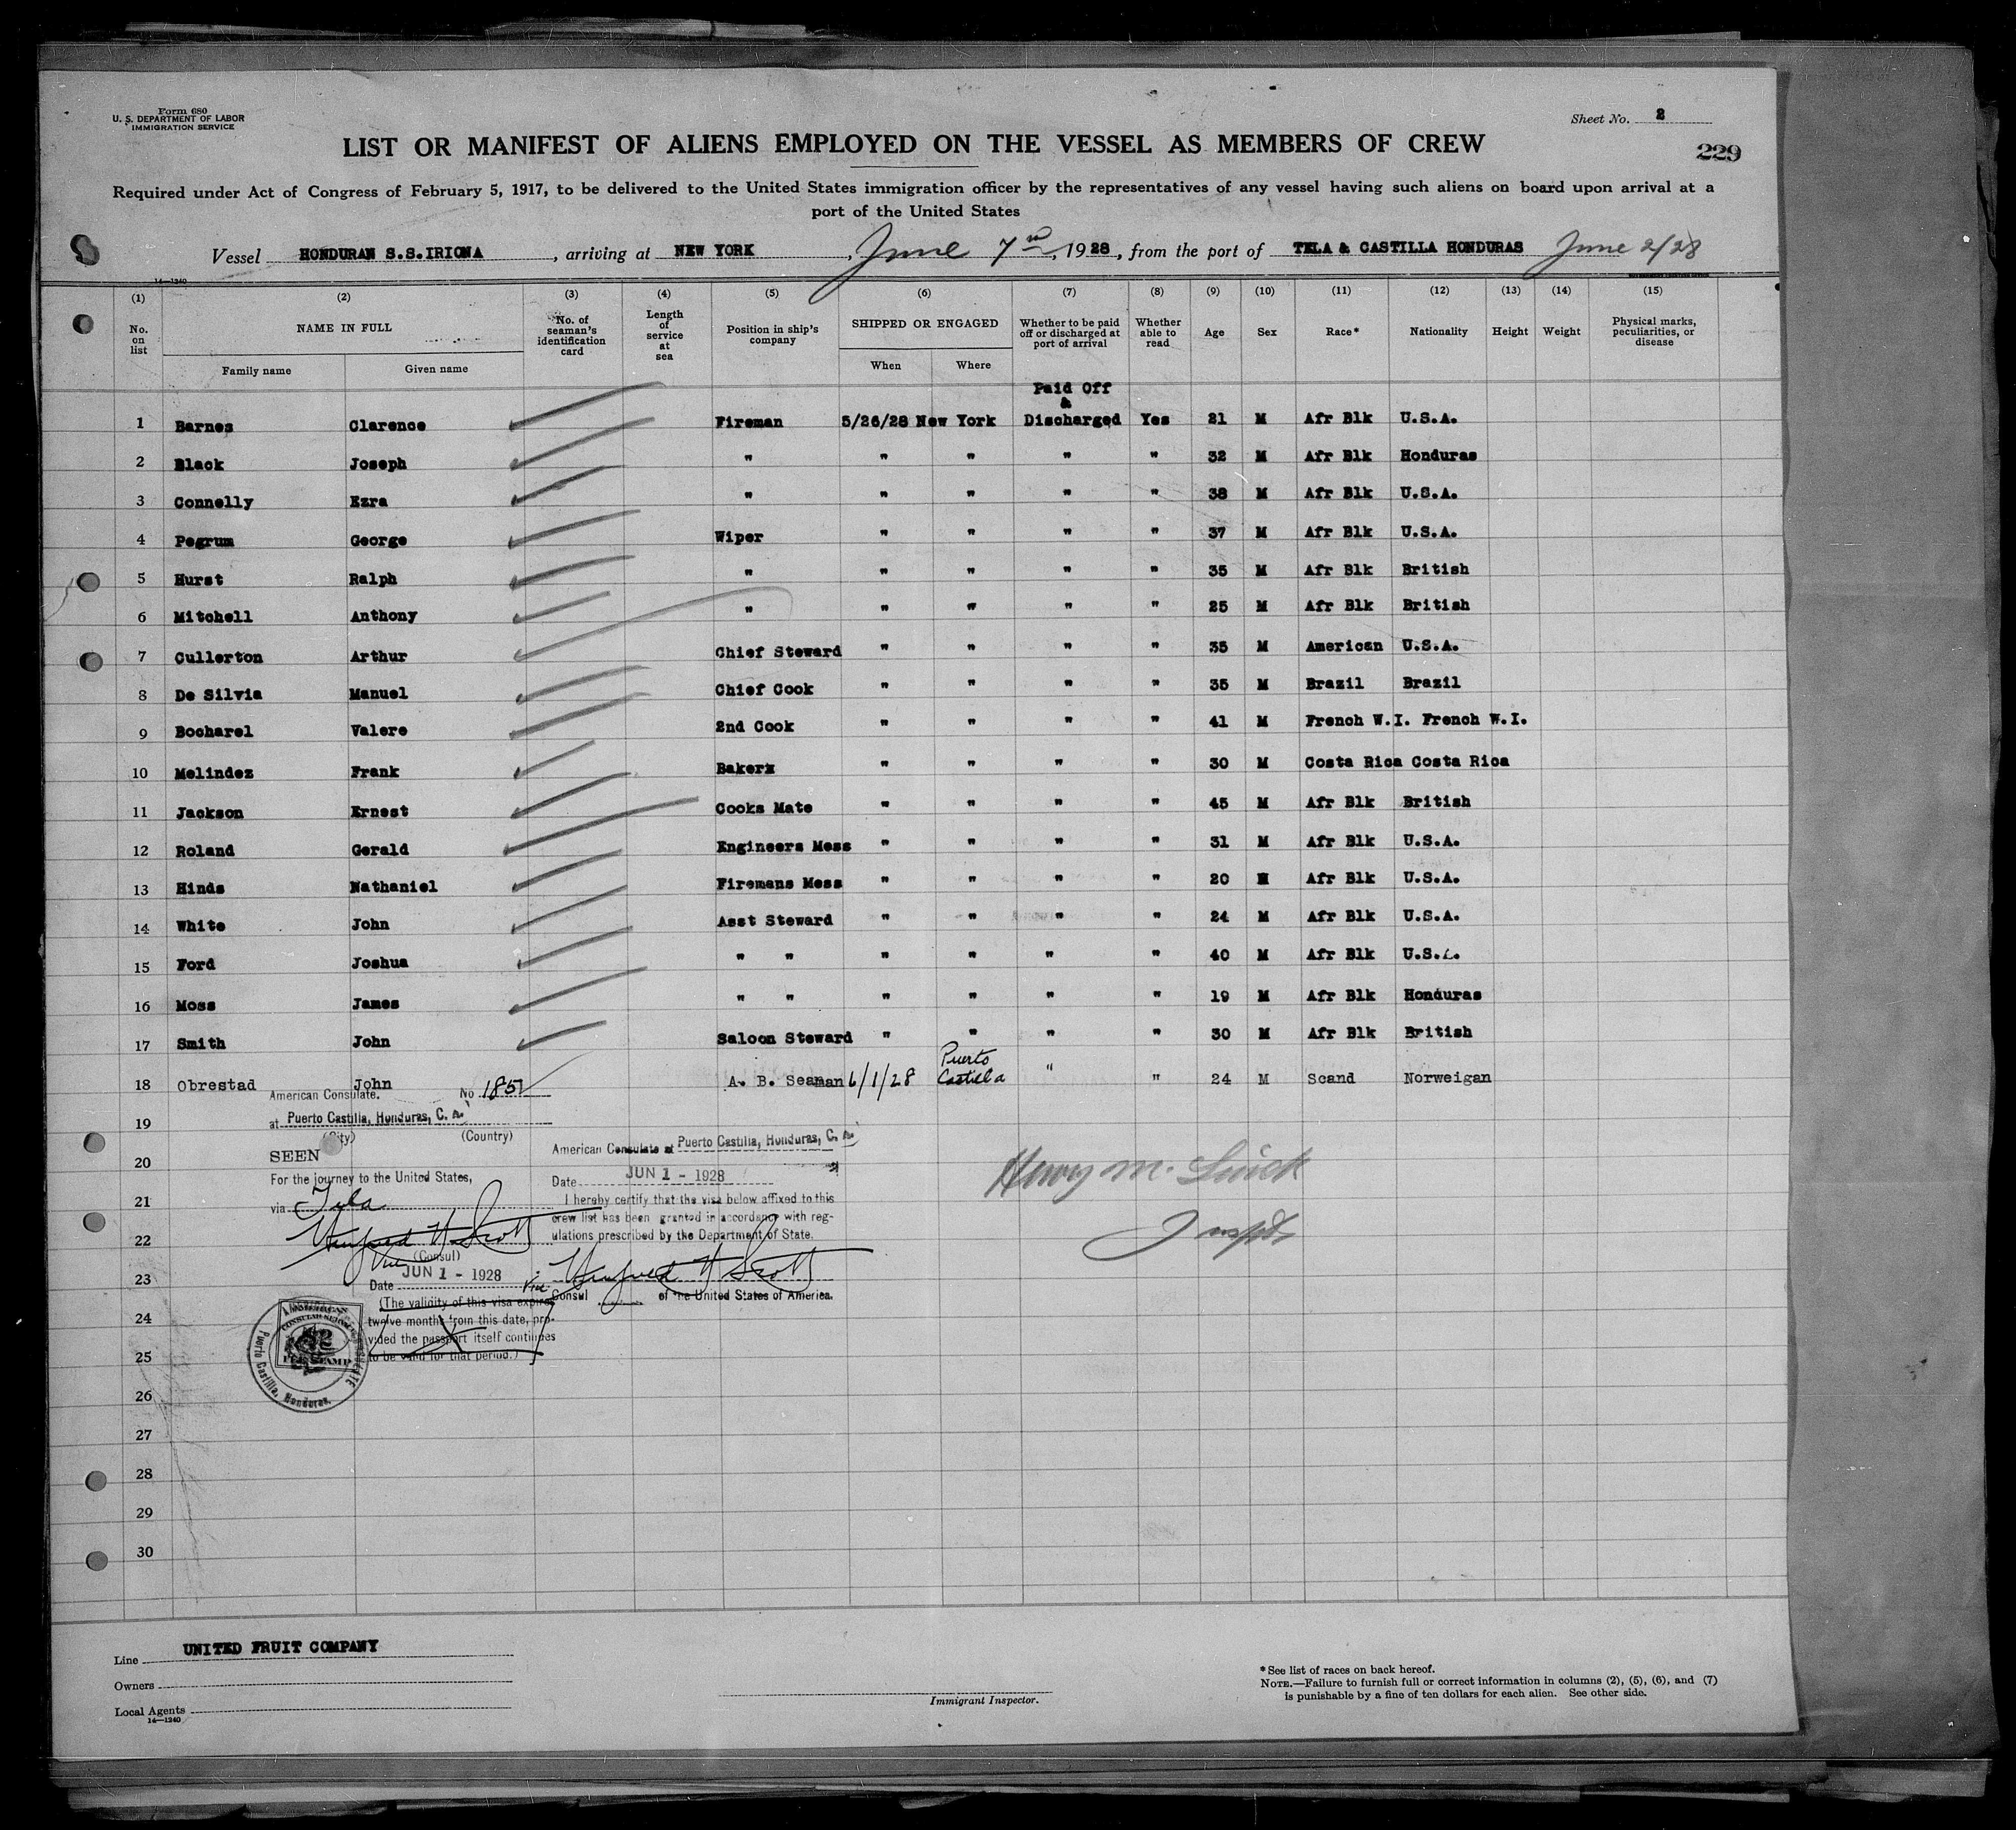 Form 680
U. S. DEPARTMENT OF LABOR
IMMIGRATION SERVICE
Sheet No. 2
LIST OR MANIFEST OF ALIENS EMPLOYED ON THE VESSEL AS MEMBERS OF CREW
229
Required under Act of Congress of February 5, 1917, to be delivered to the United States immigration officer by the representatives of any vessel having such aliens on board upon arrival at a
port of the United States
Vessel HONDURAN S.S.IRIONA, arriving at NEW YORK, June 7, 1928, from the port of TELA & CASTILLA HONDURAS June 2/28
14—1240
(1) (2) (3) (4) (5) (6) (7) (8) (9) (10) (11) (12) (13) (14) (15)
No. on list NAME IN FULL No. of seaman's identification card Length of service at sea Position in ship's company SHIPPED OR ENGAGED Whether to be paid off or discharged at port of arrival Whether able to read Age Sex Race* Nationality Height Weight Physical marks, peculiarities, or disease
Family name Given name When Where
Paid Off
&
1 Barnes Clarence Fireman 5/26/28 New York Discharged Yes 21 M Afr Blk U.S.A.
2 Black Joseph " " " " " 32 M Afr Blk Honduras
3 Connelly Ezra " " " " " 38 M Afr Blk U.S.A.
4 Pegrum George Wiper " " " " 37 M Afr Blk U.S.A.
5 Hurst Ralph " " " " " 35 M Afr Blk British
6 Mitchell Anthony " " " " " 25 M Afr Blk British
7 Cullerton Arthur Chief Steward " " " " 35 M American U.S.A.
8 De Silvia Manuel Chief Cook " " " " 35 M Brazil Brazil
9 Bocharel Valere 2nd Cook " " " " 41 M French W.I. French W.I.
10 Melindez Frank Baker " " " " 30 M Costa Rica Costa Rica
11 Jackson Ernest Cooks Mate " " " " 45 M Afr Blk British
12 Roland Gerald Engineers Mess " " " " 31 M Afr Blk U.S.A.
13 Hinds Nathaniel Firemans Mess " " " " 20 M Afr Blk U.S.A.
14 White John Asst Steward " " " " 24 M Afr Blk U.S.A.
15 Ford Joshua " " " " " " 40 M Afr Blk U.S.A.
16 Moss James " " " " " " 19 M Afr Blk Honduras
17 Smith John Saloon Steward " " " " 30 M Afr Blk British
18 Obrestad John A. B. Seaman 6/1/28 Puerto Castilla " " 24 M Scand Norweigan
19
20
21
22
23
24
25
26
27
28
29
30
American Consulate. No 1857
at Puerto Castilla, Honduras, C. A.
(City) (Country)
SEEN
For the journey to the United States,
via Tela
Winfred H Scott
Vice (Consul)
Date JUN 1 - 1928
(The validity of this visa expires
twelve months from this date, pro-
vided the passport itself continues
to be valid for that period.)
AMERICAN
CONSULAR SERVICE
Puerto Castilla, Honduras.
American Consulate at Puerto Castilla, Honduras, C. A.
Date JUN 1 - 1928
I hereby certify that the visa below affixed to this
crew list has been granted in accordance with reg-
ulations prescribed by the Department of State.
Winfred H Scott
Vice Consul of the United States of America.
Henry M.
Inspt.
Line UNITED FRUIT COMPANY
Owners
Local Agents
14—1240
Immigrant Inspector.
* See list of races on back hereof.
NOTE.—Failure to furnish full or correct information in columns (2), (5), (6), and (7)
is punishable by a fine of ten dollars for each alien. See other side.